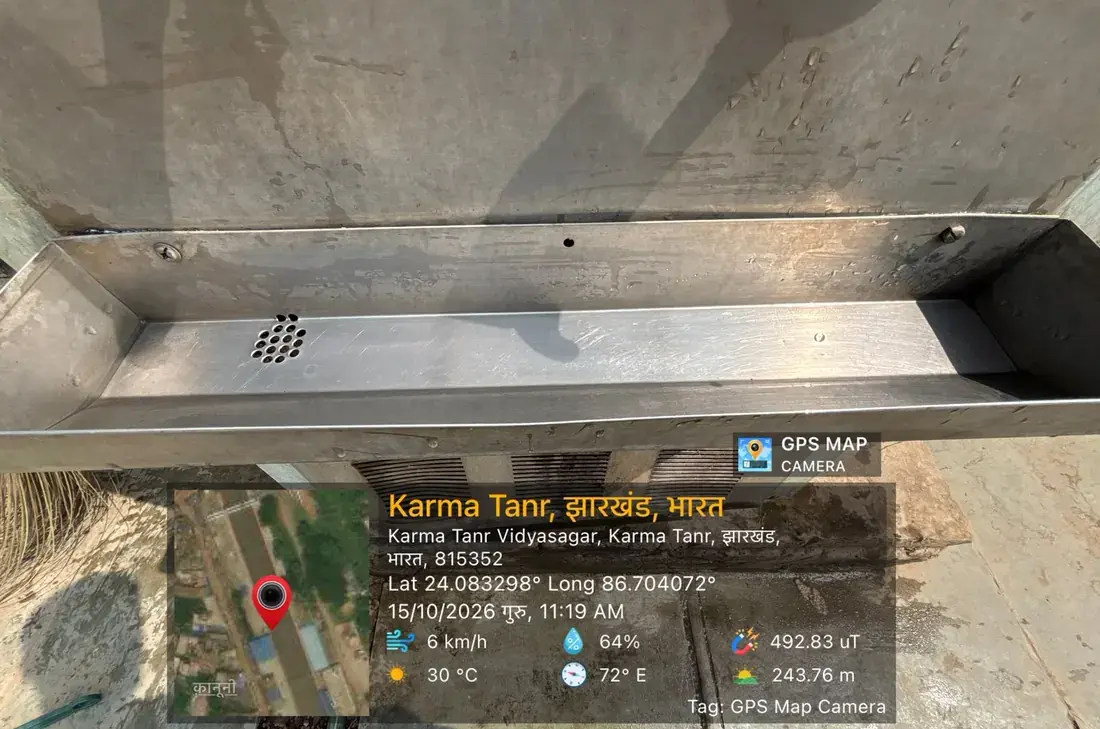 GPS MAP
CAMERA
Karma Tanr, झारखंड, भारत
Karma Tanr Vidyasagar, Karma Tanr, झारखंड,
भारत, 815352
Lat 24.083298° Long 86.704072°
15/10/2026 गुरु, 11:19 AM
6 km/h 64% 492.83 uT
30 °C 72° E 243.76 m
Tag: GPS Map Camera
कानूनी